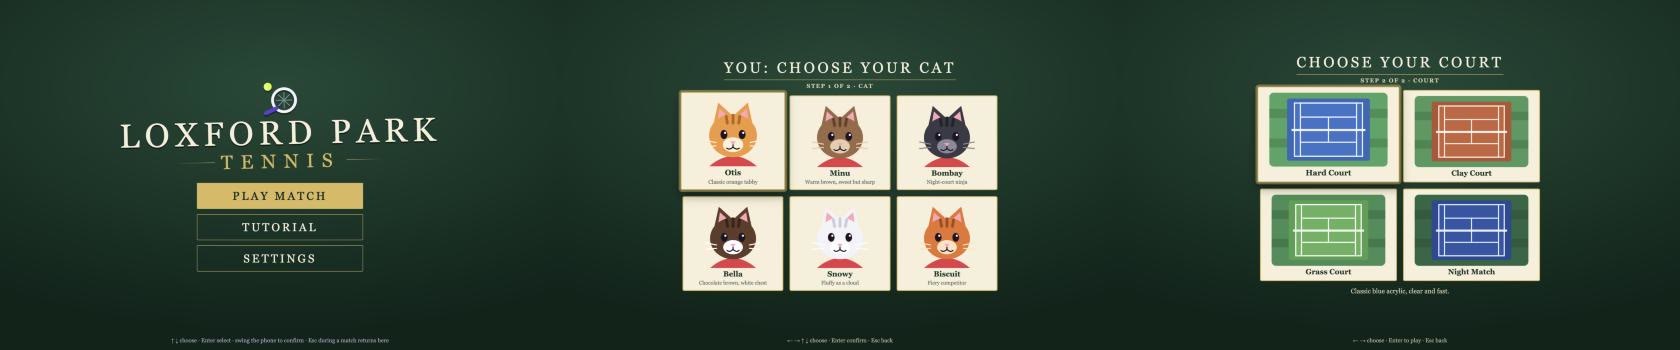 LOXFORD PARK
TENNIS
PLAY MATCH
TUTORIAL
SETTINGS
↑ ↓ choose · Enter select · swing the phone to confirm · Esc during a match returns here
YOU: CHOOSE YOUR CAT
STEP 1 OF 2 · CAT
Otis
Classic orange tabby
Minu
Warm brown, sweet but sharp
Bombay
Night-court ninja
Bella
Chocolate brown, white chest
Snowy
Fluffy as a cloud
Biscuit
Fiery competitor
← → ↑ ↓ choose · Enter confirm · Esc back
CHOOSE YOUR COURT
STEP 2 OF 2 · COURT
Hard Court
Clay Court
Grass Court
Night Match
Classic blue acrylic, clear and fast.
← → choose · Enter to play · Esc back